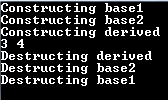 Constructing base1
Constructing base2
Constructing derived
3 4
Destructing derived
Destructing base2
Destructing base1